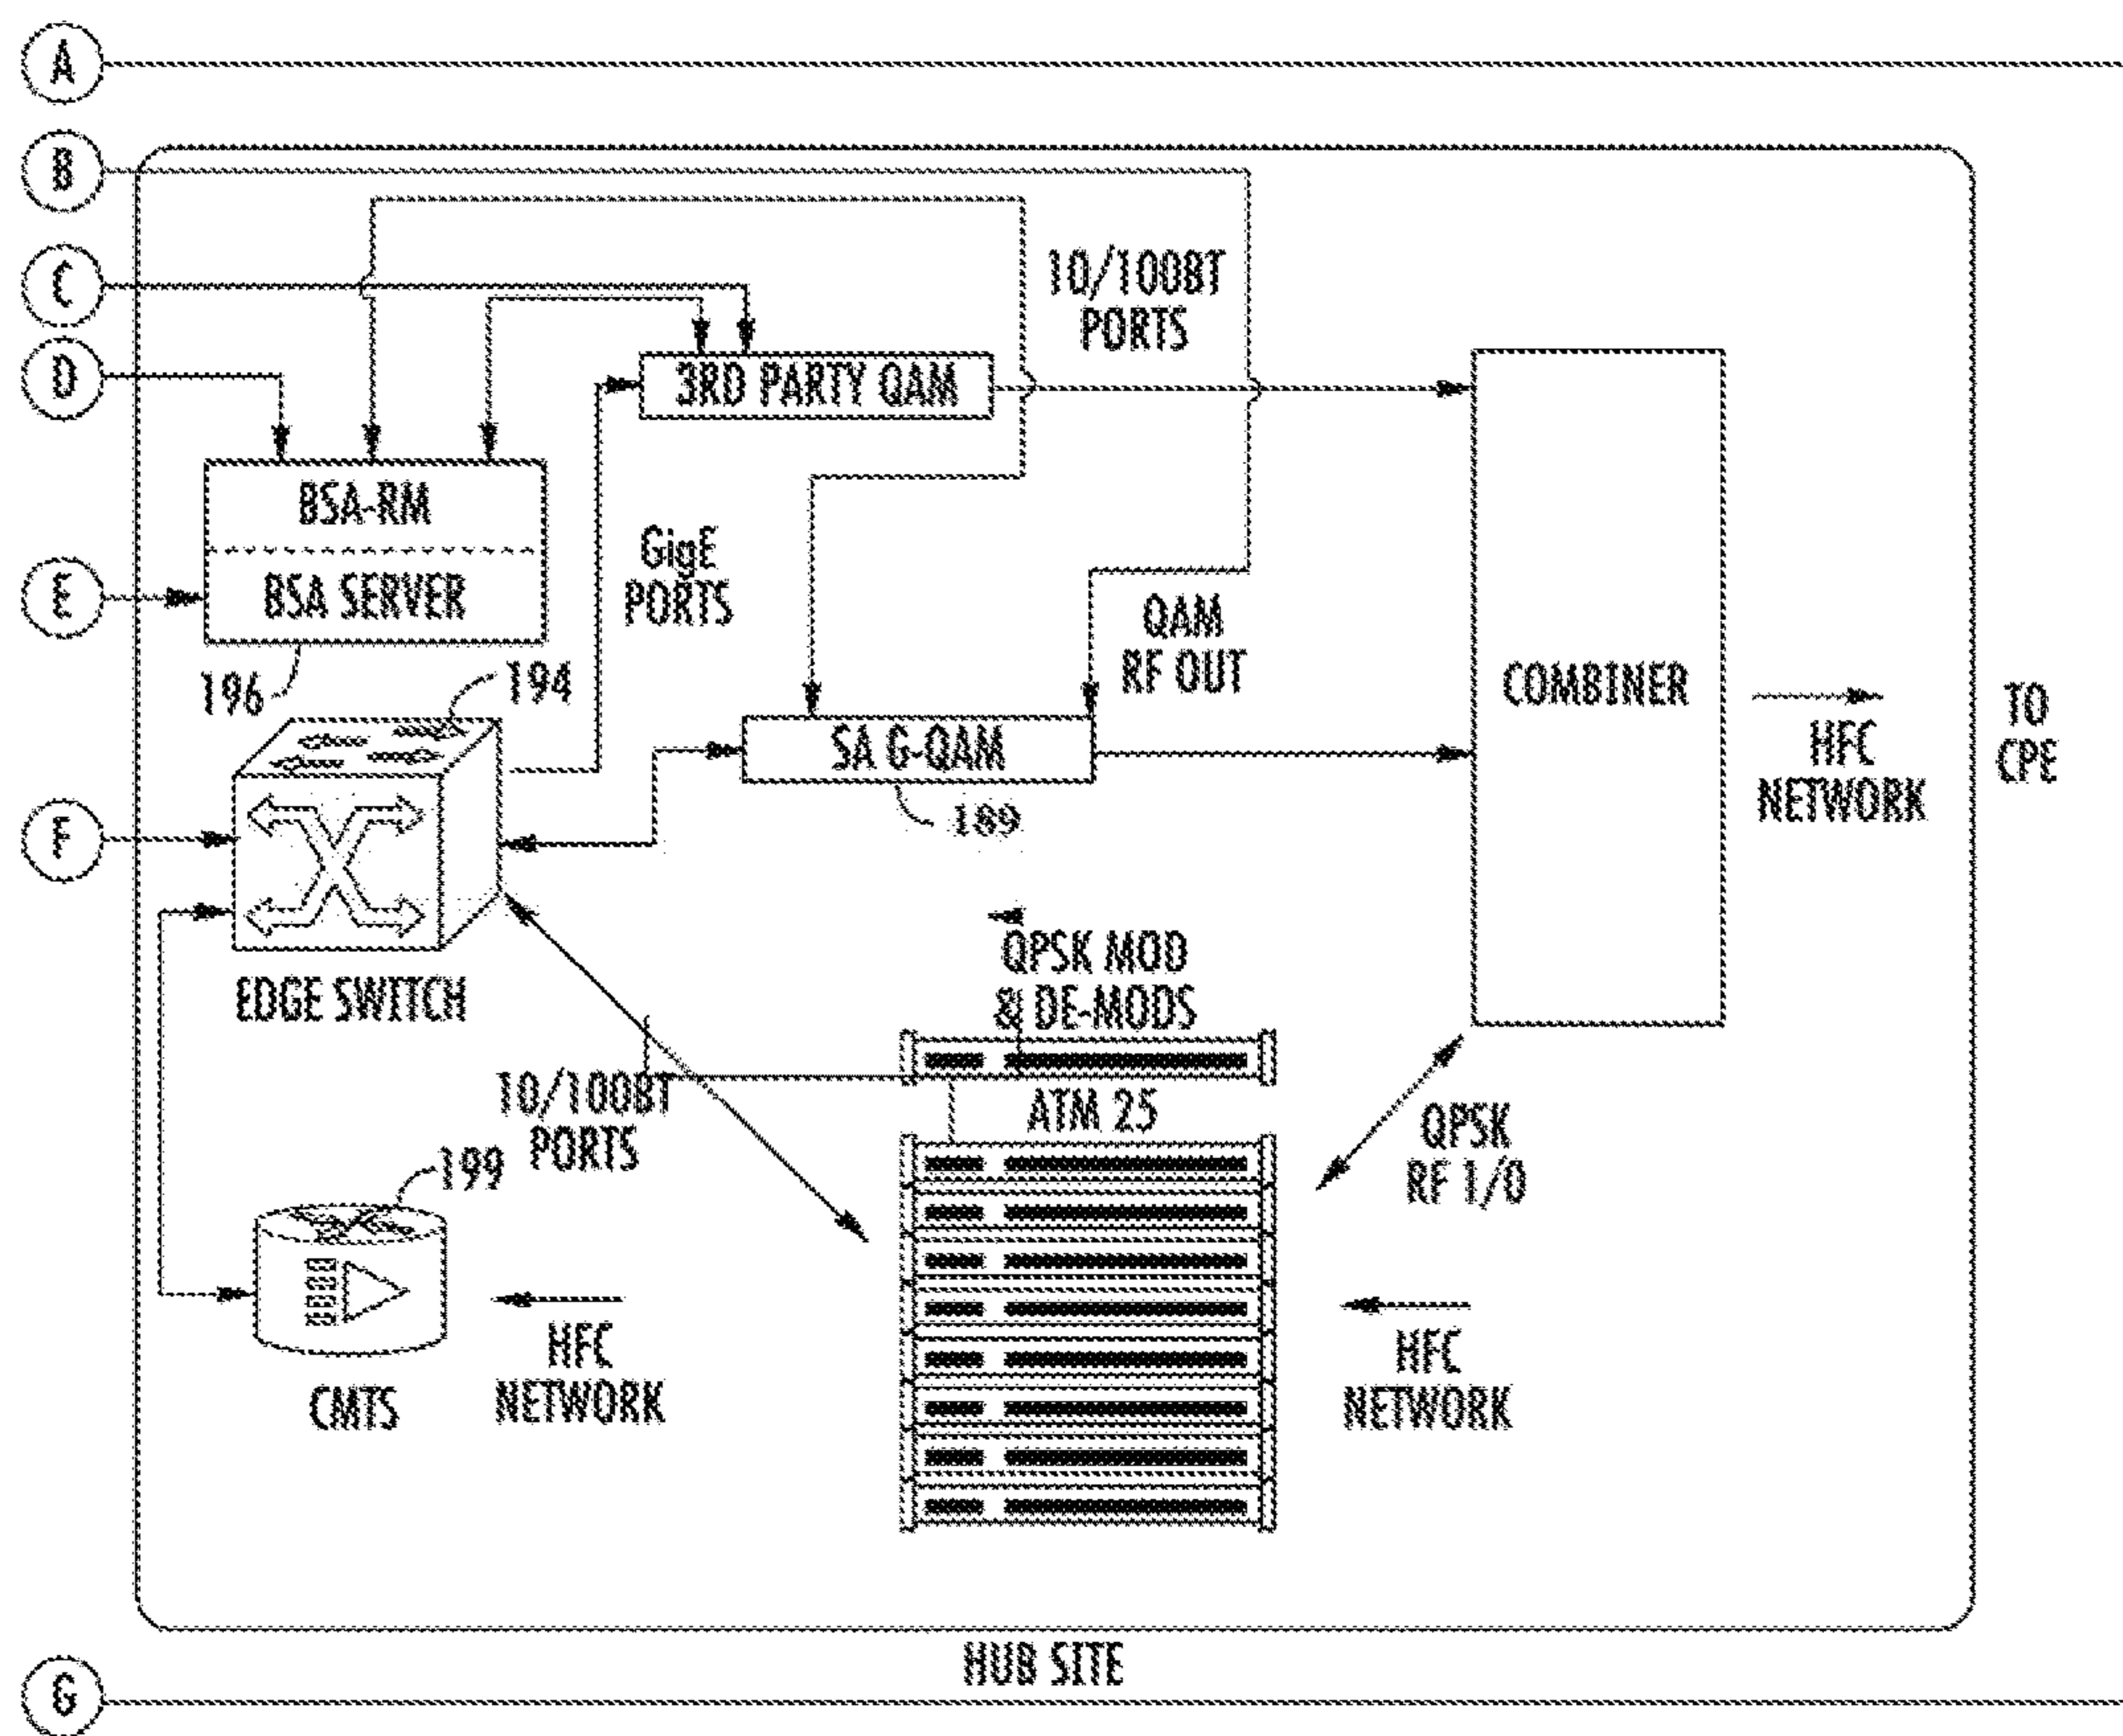 A
B
C
D
E
F
G
10/100BT
PORTS
3RD PARTY QAM
BSA-RM
BSA SERVER
196
GigE
PORTS
QAM
RF OUT
COMBINER
HFC
NETWORK
TO
CPE
194
SA G-QAM
189
EDGE SWITCH
QPSK MOD
& DE-MODS
10/100BT
PORTS
ATM 25
QPSK
RF 1/0
199
CMTS
HFC
NETWORK
HFC
NETWORK
HUB SITE